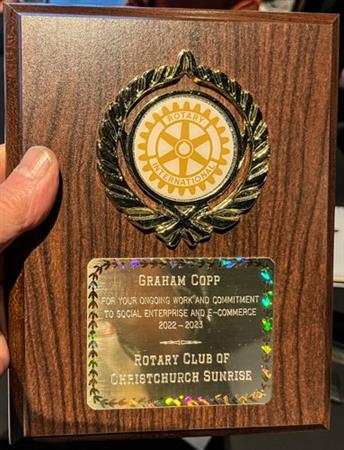 ROTARY
INTERNATIONAL
GRAHAM COPP
FOR YOUR ONGOING WORK AND COMMITMENT
TO SOCIAL ENTERPRISE AND E-COMMERCE
2022-2023
ROTARY CLUB OF
CHRISTCHURCH SUNRISE